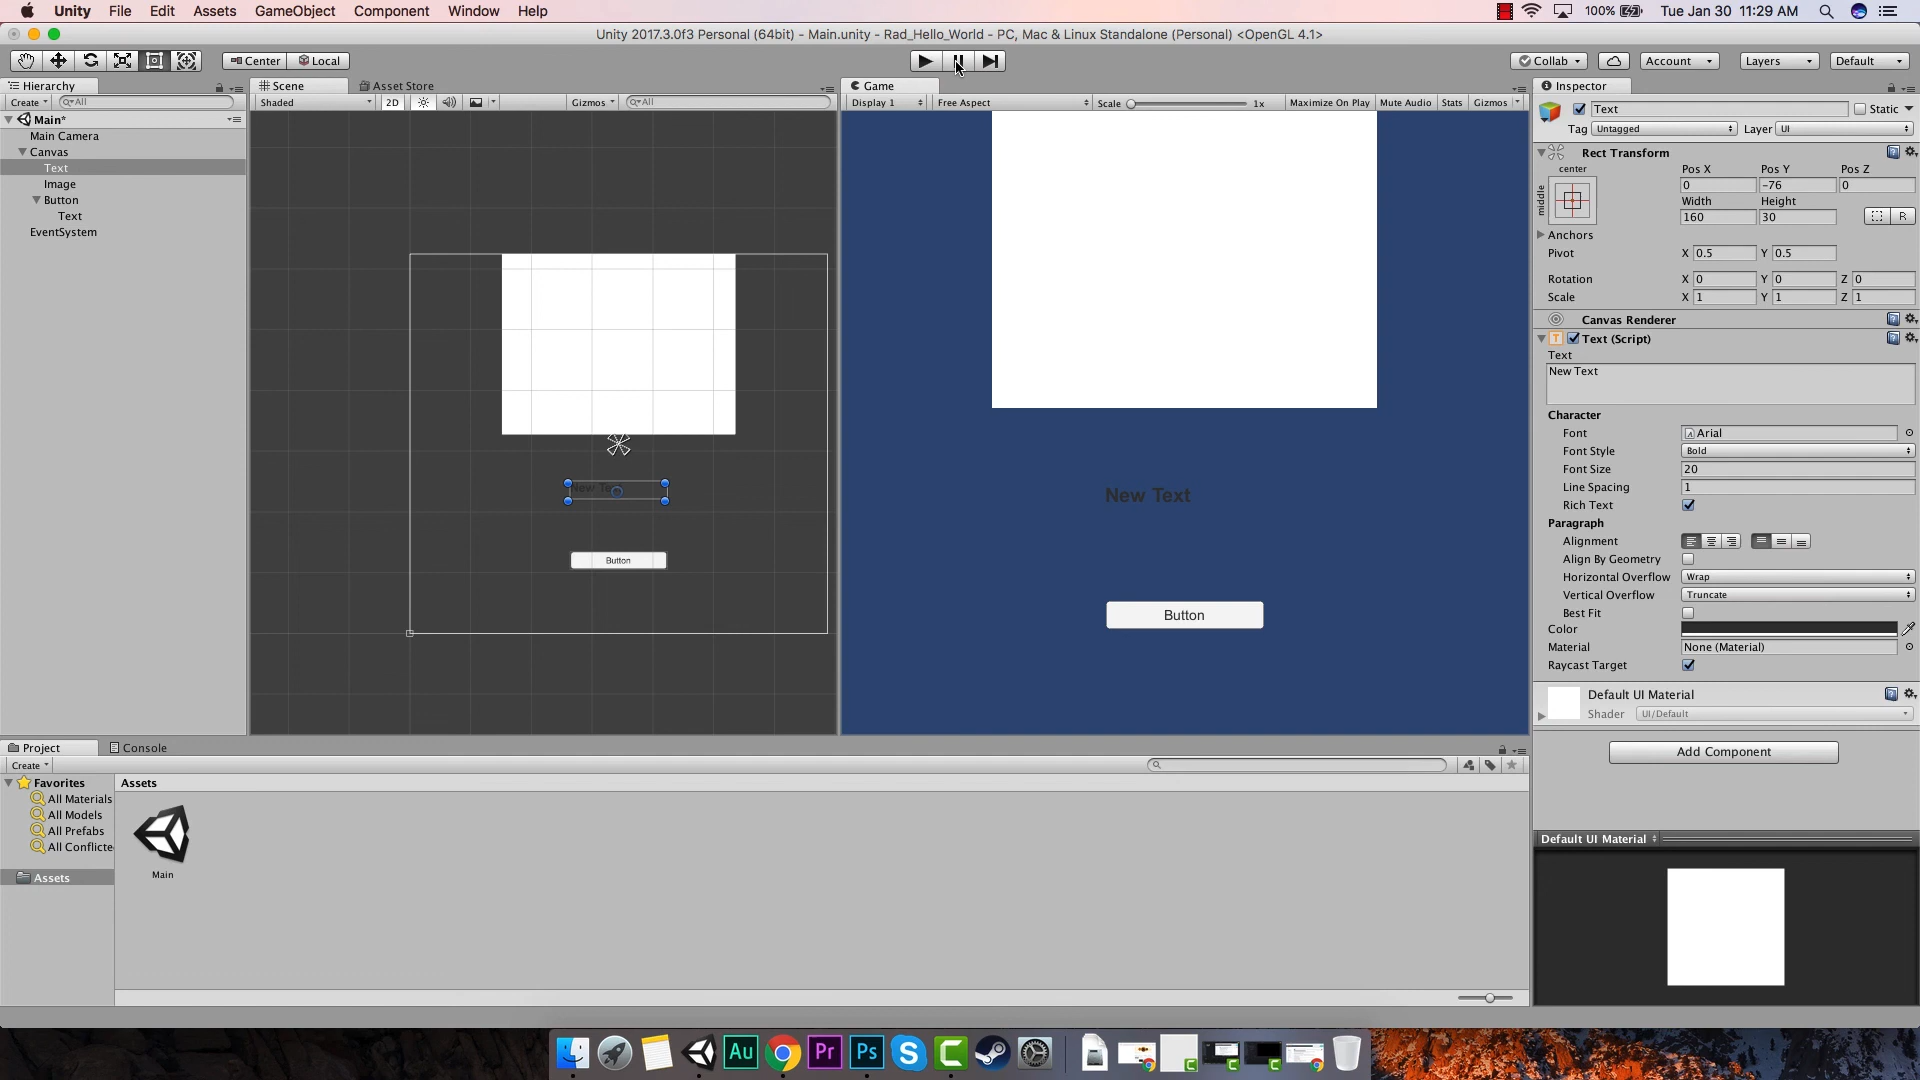 Unity File Edit Assets GameObject Component Window Help 100% Tue Jan 30 11:29 AM
Unity 2017.3.0f3 Personal (64bit) - Main.unity - Rad_Hello_World - PC, Mac & Linux Standalone (Personal) <OpenGL 4.1>
Center Local Collab Account Layers Default
Hierarchy
Create All
Main*
Main Camera
Canvas
Text
Image
Button
Text
EventSystem
Scene Asset Store
Shaded 2D Gizmos All
New Te
Button
Game
Display 1 Free Aspect Scale 1x Maximize On Play Mute Audio Stats Gizmos
New Text
Button
Inspector
Text Static
Tag Untagged Layer UI
Rect Transform
center Pos X Pos Y Pos Z
middle 0 -76 0
Width Height
160 30 R
Anchors
Pivot X 0.5 Y 0.5
Rotation X 0 Y 0 Z 0
Scale X 1 Y 1 Z 1
Canvas Renderer
T Text (Script)
Text
New Text
Character
Font Arial
Font Style Bold
Font Size 20
Line Spacing 1
Rich Text
Paragraph
Alignment
Align By Geometry
Horizontal Overflow Wrap
Vertical Overflow Truncate
Best Fit
Color
Material None (Material)
Raycast Target
Default UI Material
Shader UI/Default
Add Component
Default UI Material
Project Console
Create
Favorites
All Materials
All Models
All Prefabs
All Conflicte
Assets
Assets
Main
Au Pr Ps